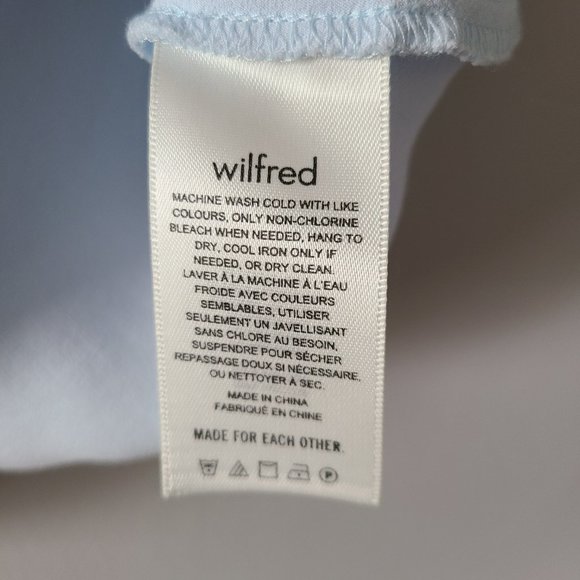 wilfred
MACHINE WASH COLD WITH LIKE
COLOURS, ONLY NON-CHLORINE
BLEACH WHEN NEEDED, HANG TO
DRY, COOL IRON ONLY IF
NEEDED, OR DRY CLEAN.
LAVER À LA MACHINE À L'EAU
FROIDE AVEC COULEURS
SEMBLABLES, UTILISER
SEULEMENT UN JAVELLISANT
SANS CHLORE AU BESOIN,
SUSPENDRE POUR SÉCHER
REPASSAGE DOUX SI NÉCESSAIRE,
OU NETTOYER À SEC.
MADE IN CHINA
FABRIQUÉ EN CHINE
MADE FOR EACH OTHER.
P